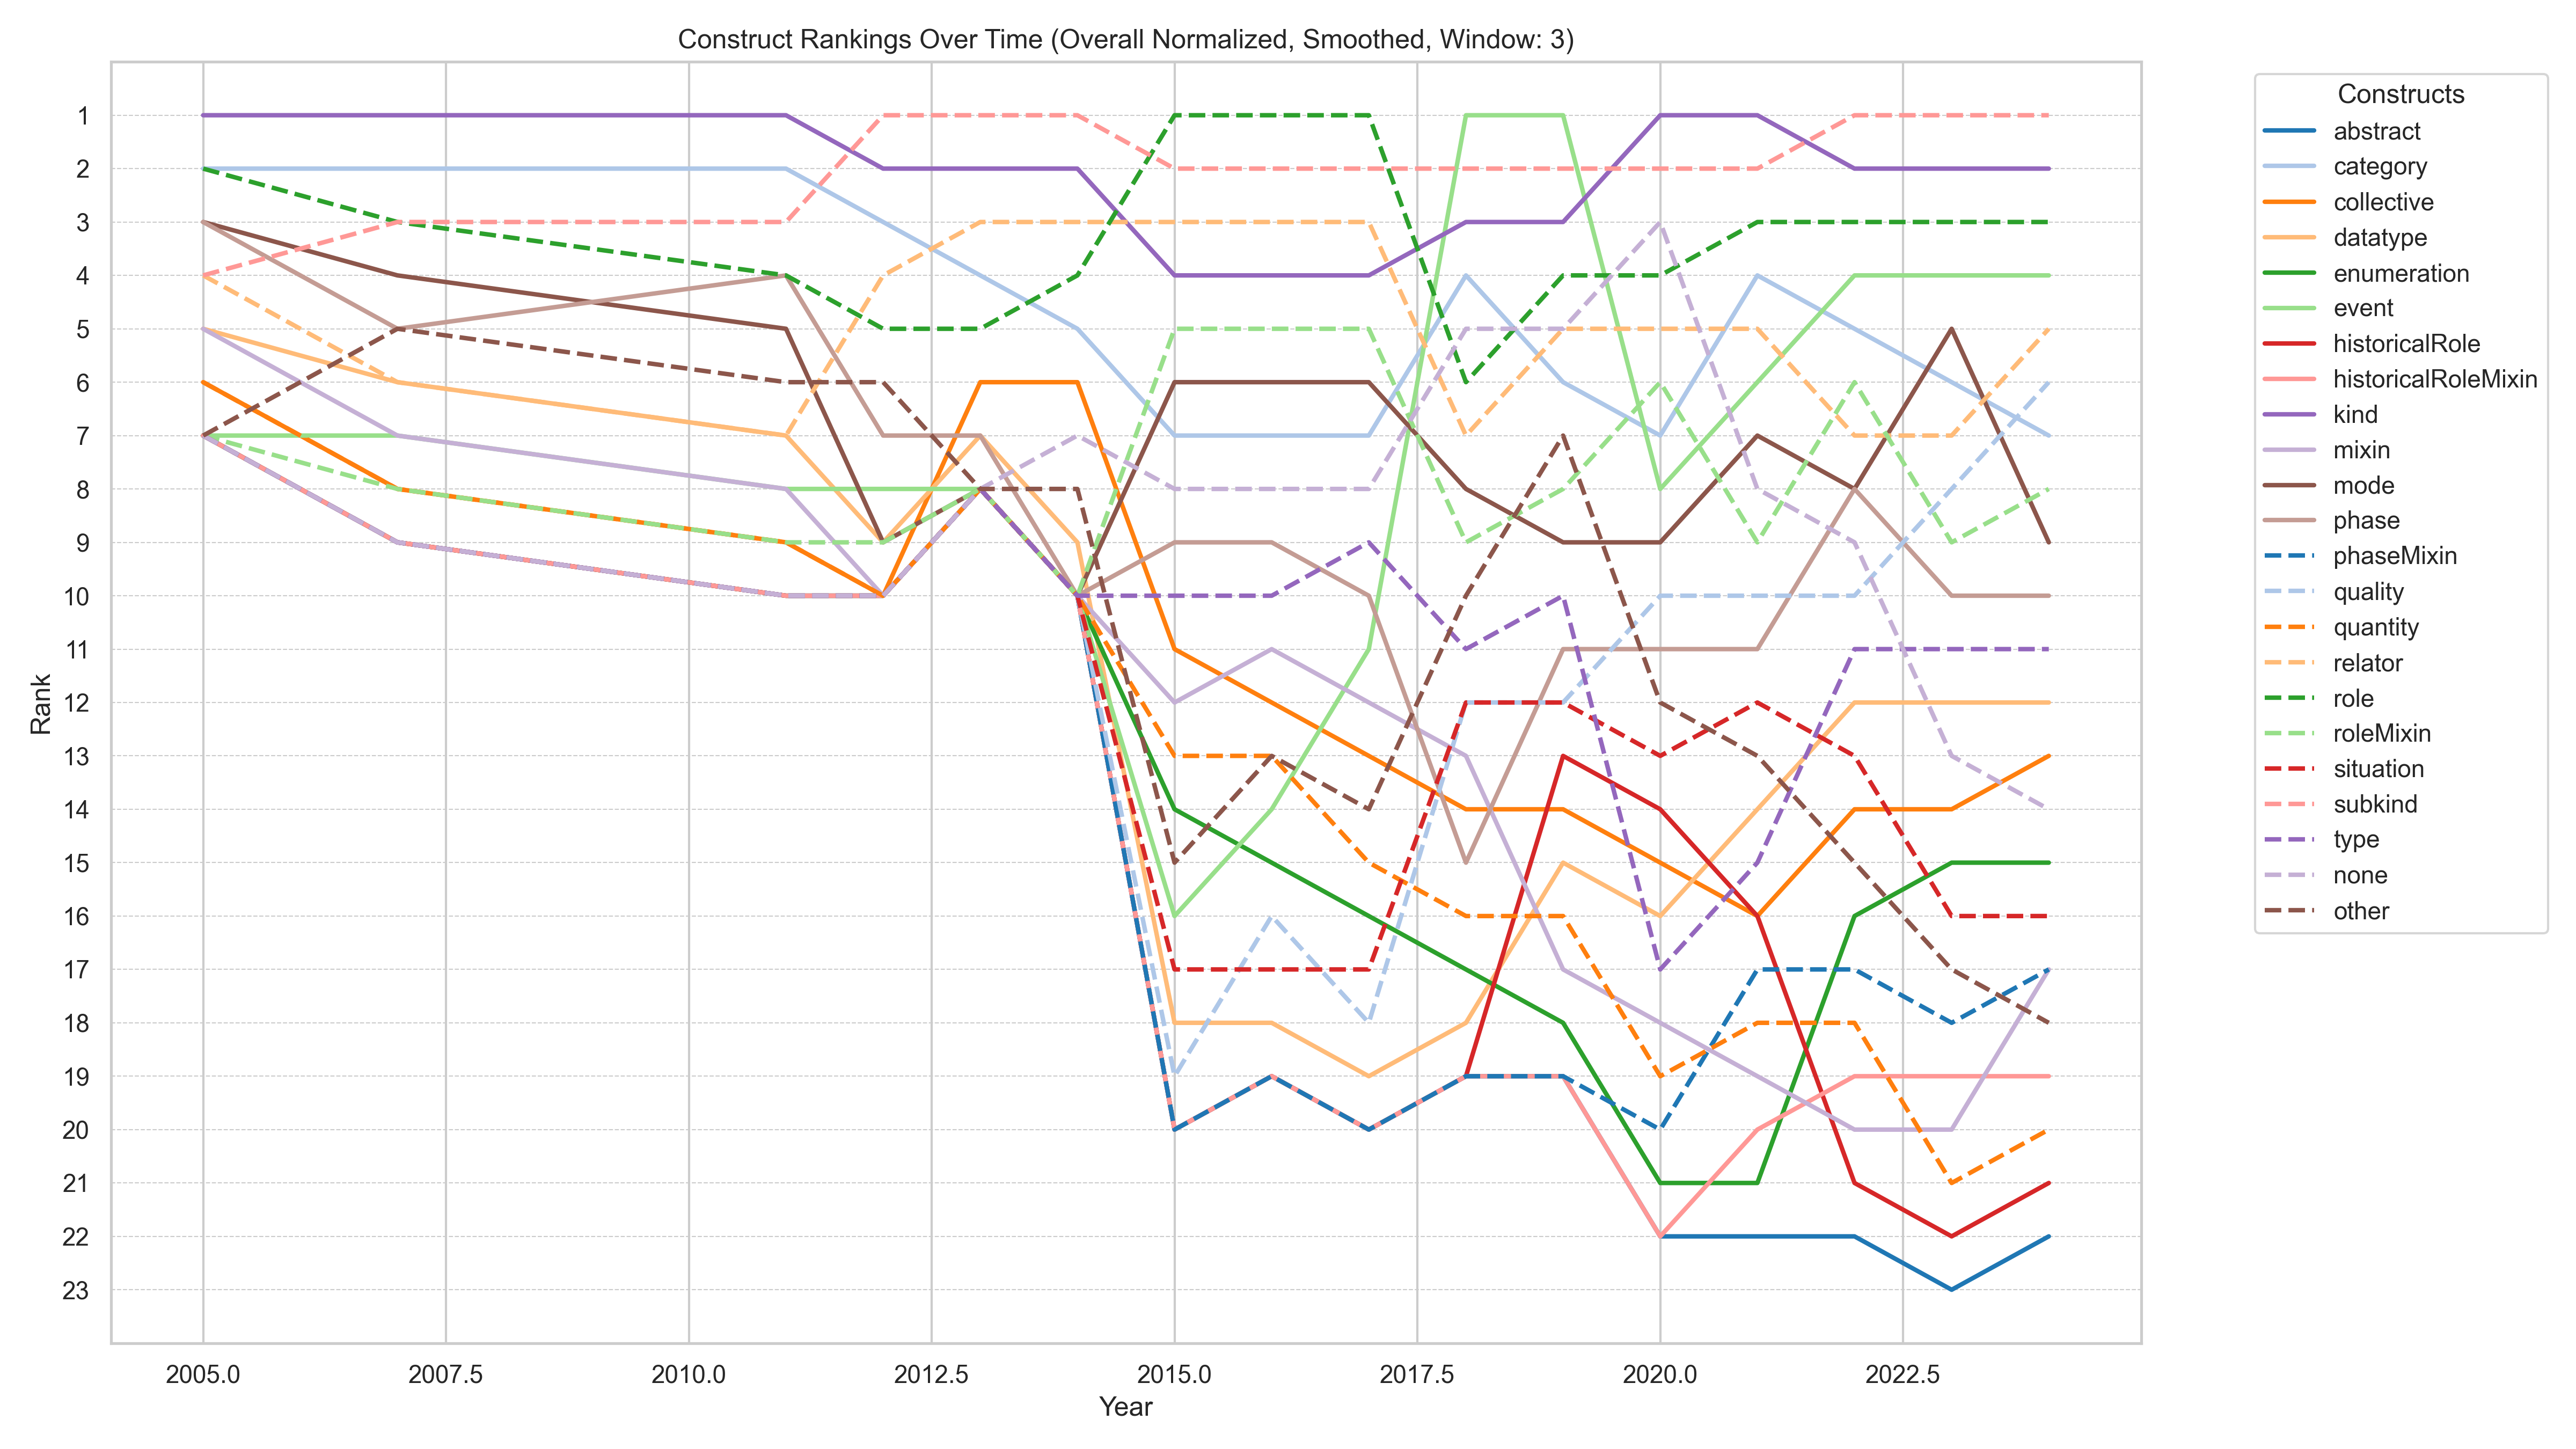 Construct Rankings Over Time (Overall Normalized, Smoothed, Window: 3)
Rank
1
2
3
4
5
6
7
8
9
10
11
12
13
14
15
16
17
18
19
20
21
22
23
2005.0
2007.5
2010.0
2012.5
2015.0
2017.5
2020.0
2022.5
Year
Constructs
abstract
category
collective
datatype
enumeration
event
historicalRole
historicalRoleMixin
kind
mixin
mode
phase
phaseMixin
quality
quantity
relator
role
roleMixin
situation
subkind
type
none
other